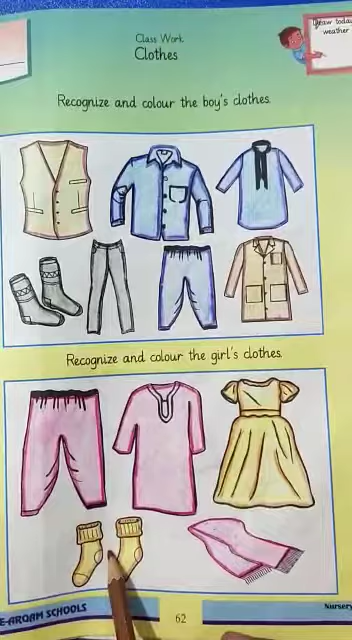 Class Work
Clothes
Draw today
weather
Recognize and colour the boy's clothes.
Recognize and colour the girl's clothes.
E-ARQAM SCHOOLS
62
Nursery